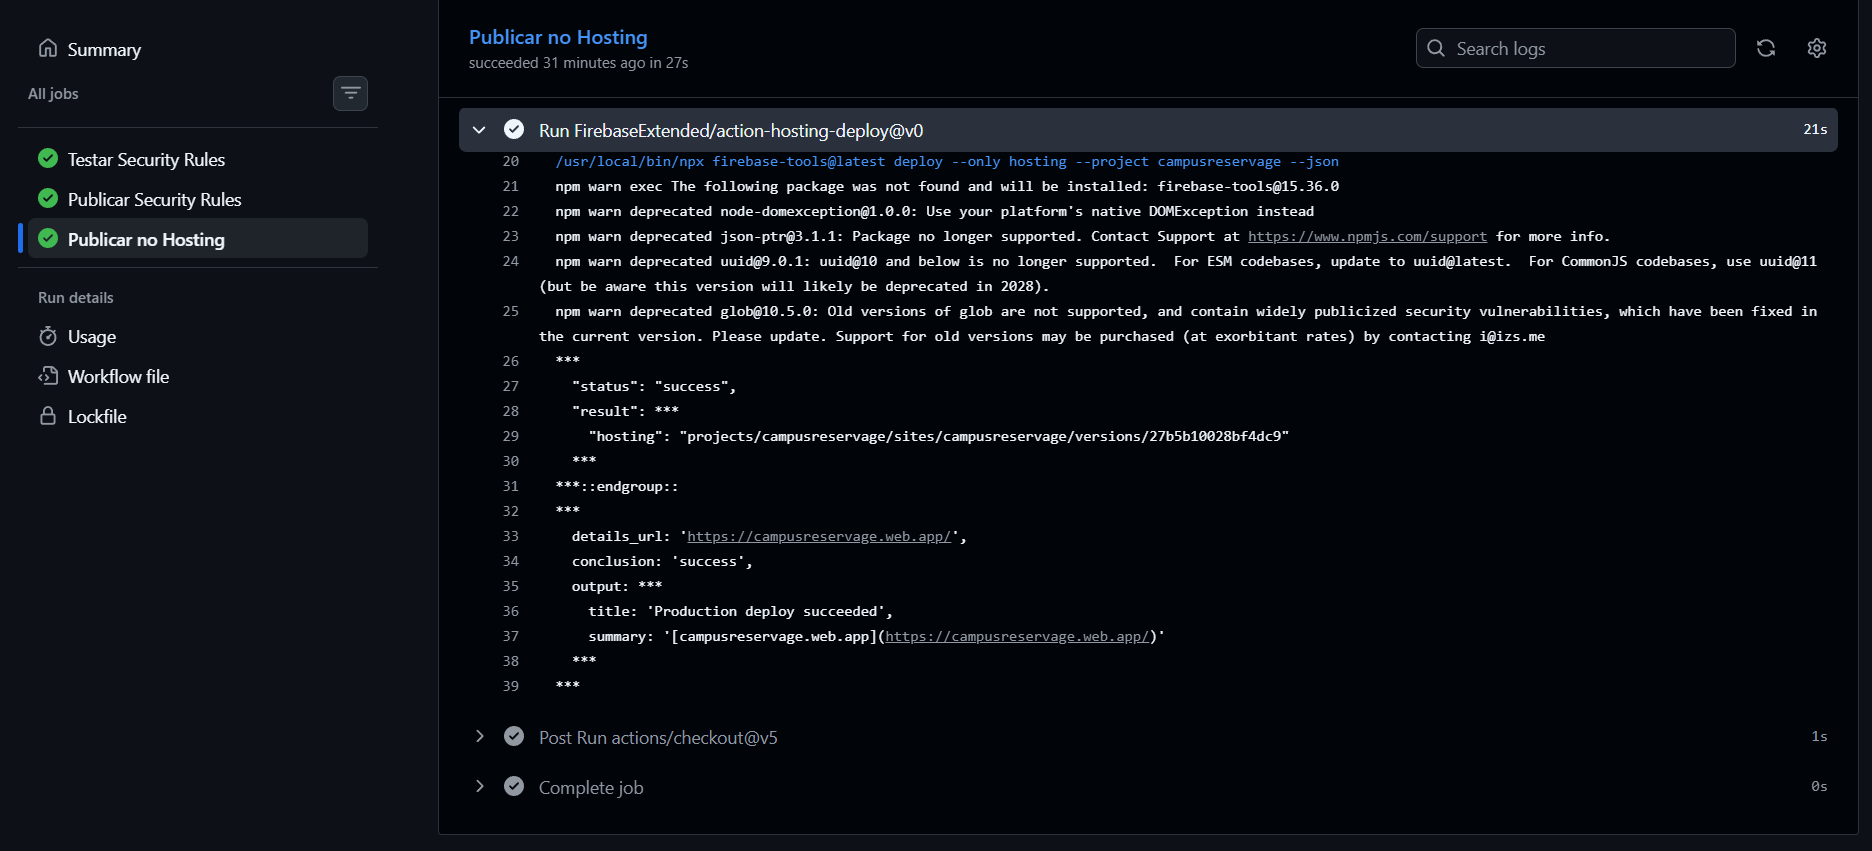 Summary
All jobs
Testar Security Rules
Publicar Security Rules
Publicar no Hosting
Run details
Usage
Workflow file
Lockfile
Publicar no Hosting
succeeded 31 minutes ago in 27s
Search logs
Run FirebaseExtended/action-hosting-deploy@v0 21s
20 /usr/local/bin/npx firebase-tools@latest deploy --only hosting --project campusreservage --json
21 npm warn exec The following package was not found and will be installed: firebase-tools@15.36.0
22 npm warn deprecated node-domexception@1.0.0: Use your platform's native DOMException instead
23 npm warn deprecated json-ptr@3.1.1: Package no longer supported. Contact Support at https://www.npmjs.com/support for more info.
24 npm warn deprecated uuid@9.0.1: uuid@10 and below is no longer supported.  For ESM codebases, update to uuid@latest.  For CommonJS codebases, use uuid@11
(but be aware this version will likely be deprecated in 2028).
25 npm warn deprecated glob@10.5.0: Old versions of glob are not supported, and contain widely publicized security vulnerabilities, which have been fixed in
the current version. Please update. Support for old versions may be purchased (at exorbitant rates) by contacting i@izs.me
26 ***
27 "status": "success",
28 "result": ***
29 "hosting": "projects/campusreservage/sites/campusreservage/versions/27b5b10028bf4dc9"
30 ***
31 ***::endgroup::
32 ***
33 details_url: 'https://campusreservage.web.app/',
34 conclusion: 'success',
35 output: ***
36 title: 'Production deploy succeeded',
37 summary: '[campusreservage.web.app](https://campusreservage.web.app/)'
38 ***
39 ***
Post Run actions/checkout@v5 1s
Complete job 0s